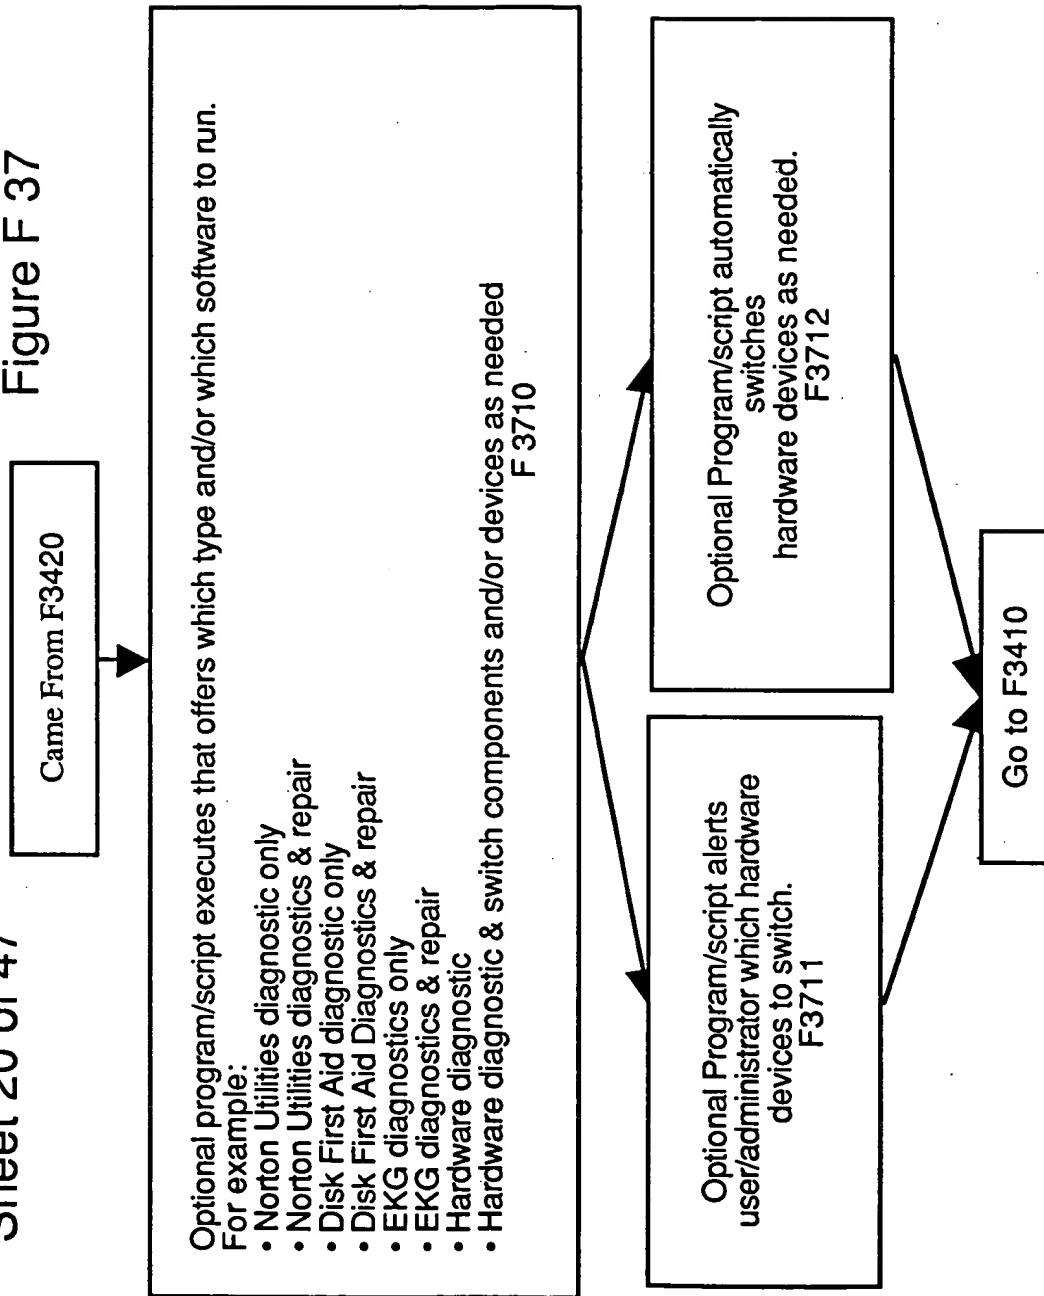 Sheet 20 of 47
Figure F 37
Came From F3420
Optional program/script executes that offers which type and/or which software to run.
For example:
• Norton Utilities diagnostic only
• Norton Utilities diagnostics & repair
• Disk First Aid diagnostic only
• Disk First Aid Diagnostics & repair
• EKG diagnostics only
• EKG diagnostics & repair
• Hardware diagnostic
• Hardware diagnostic & switch components and/or devices as needed
F 3710
Optional Program/script alerts
user/administrator which hardware
devices to switch.
F3711
Optional Program/script automatically
switches
hardware devices as needed.
F3712
Go to F3410